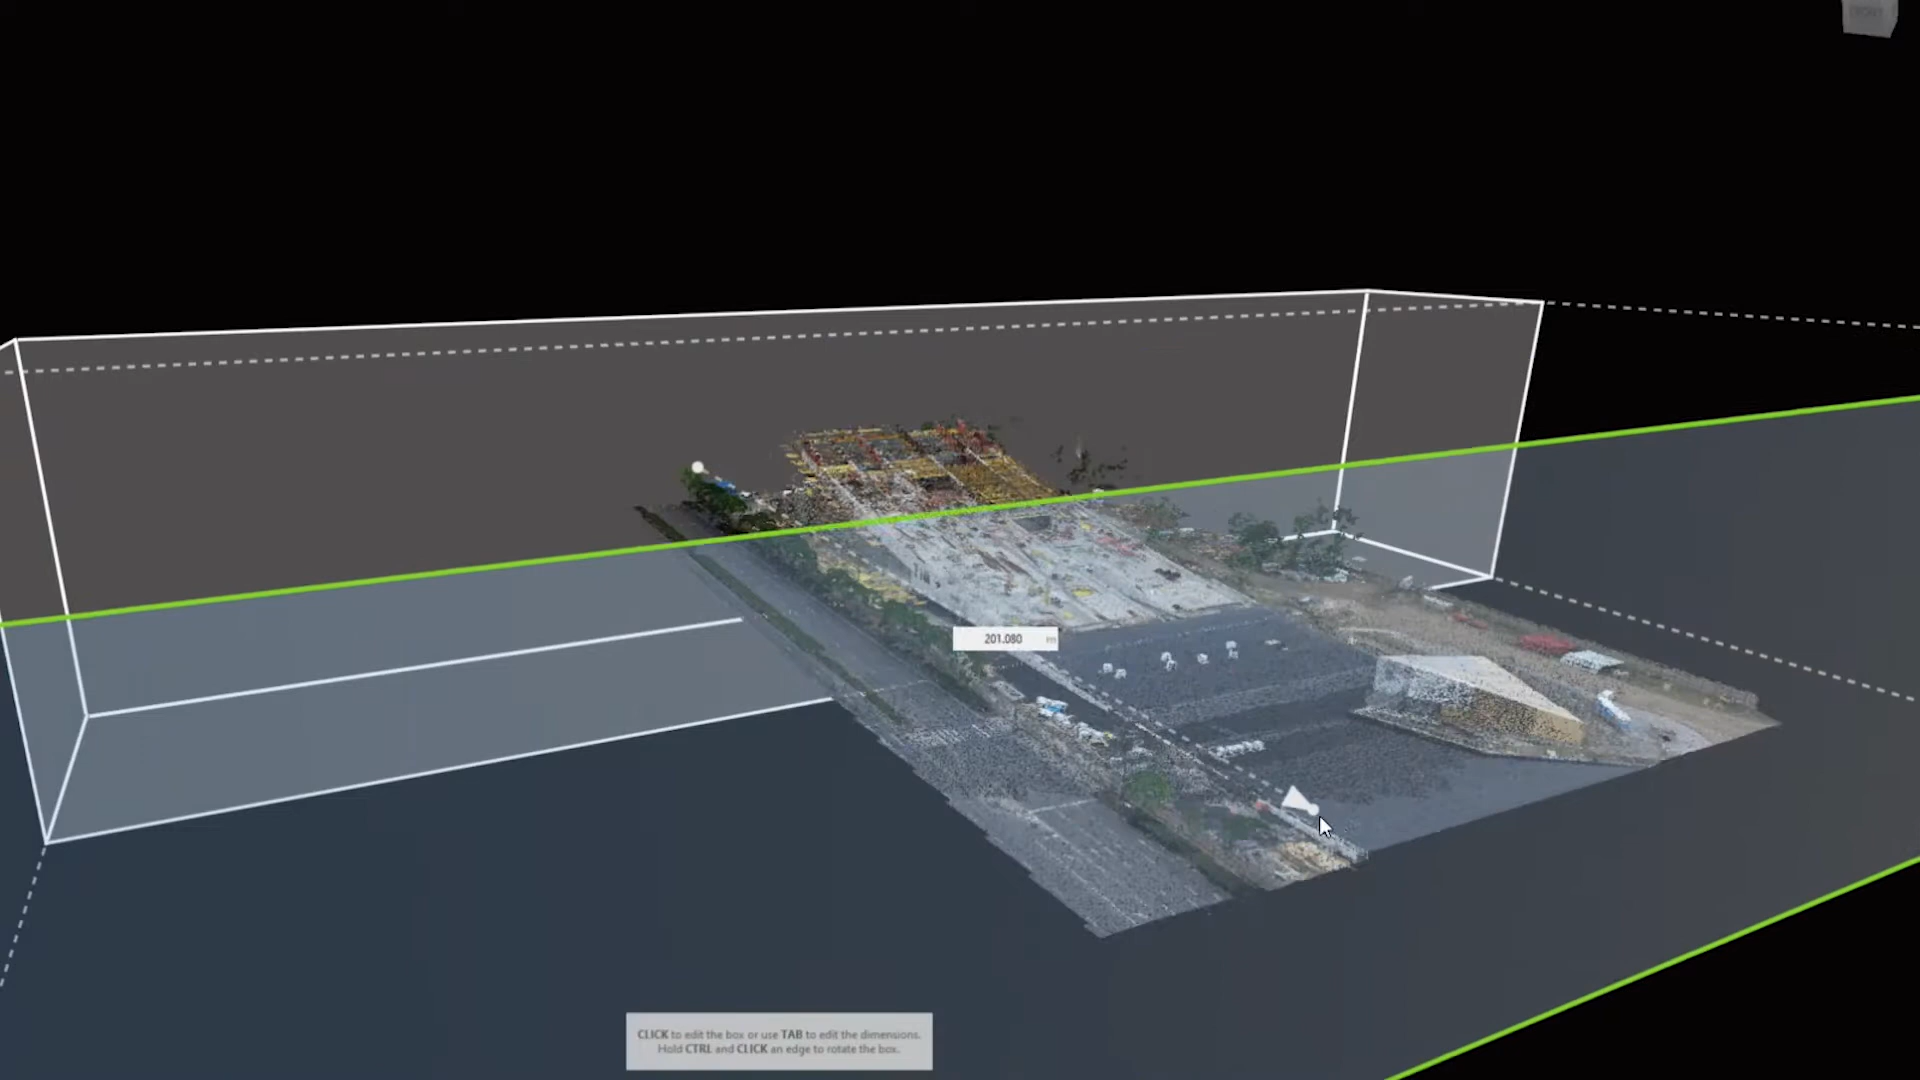 201.080 m
CLICK to edit the box or use TAB to edit the dimensions.
Hold CTRL and CLICK an edge to rotate the box.